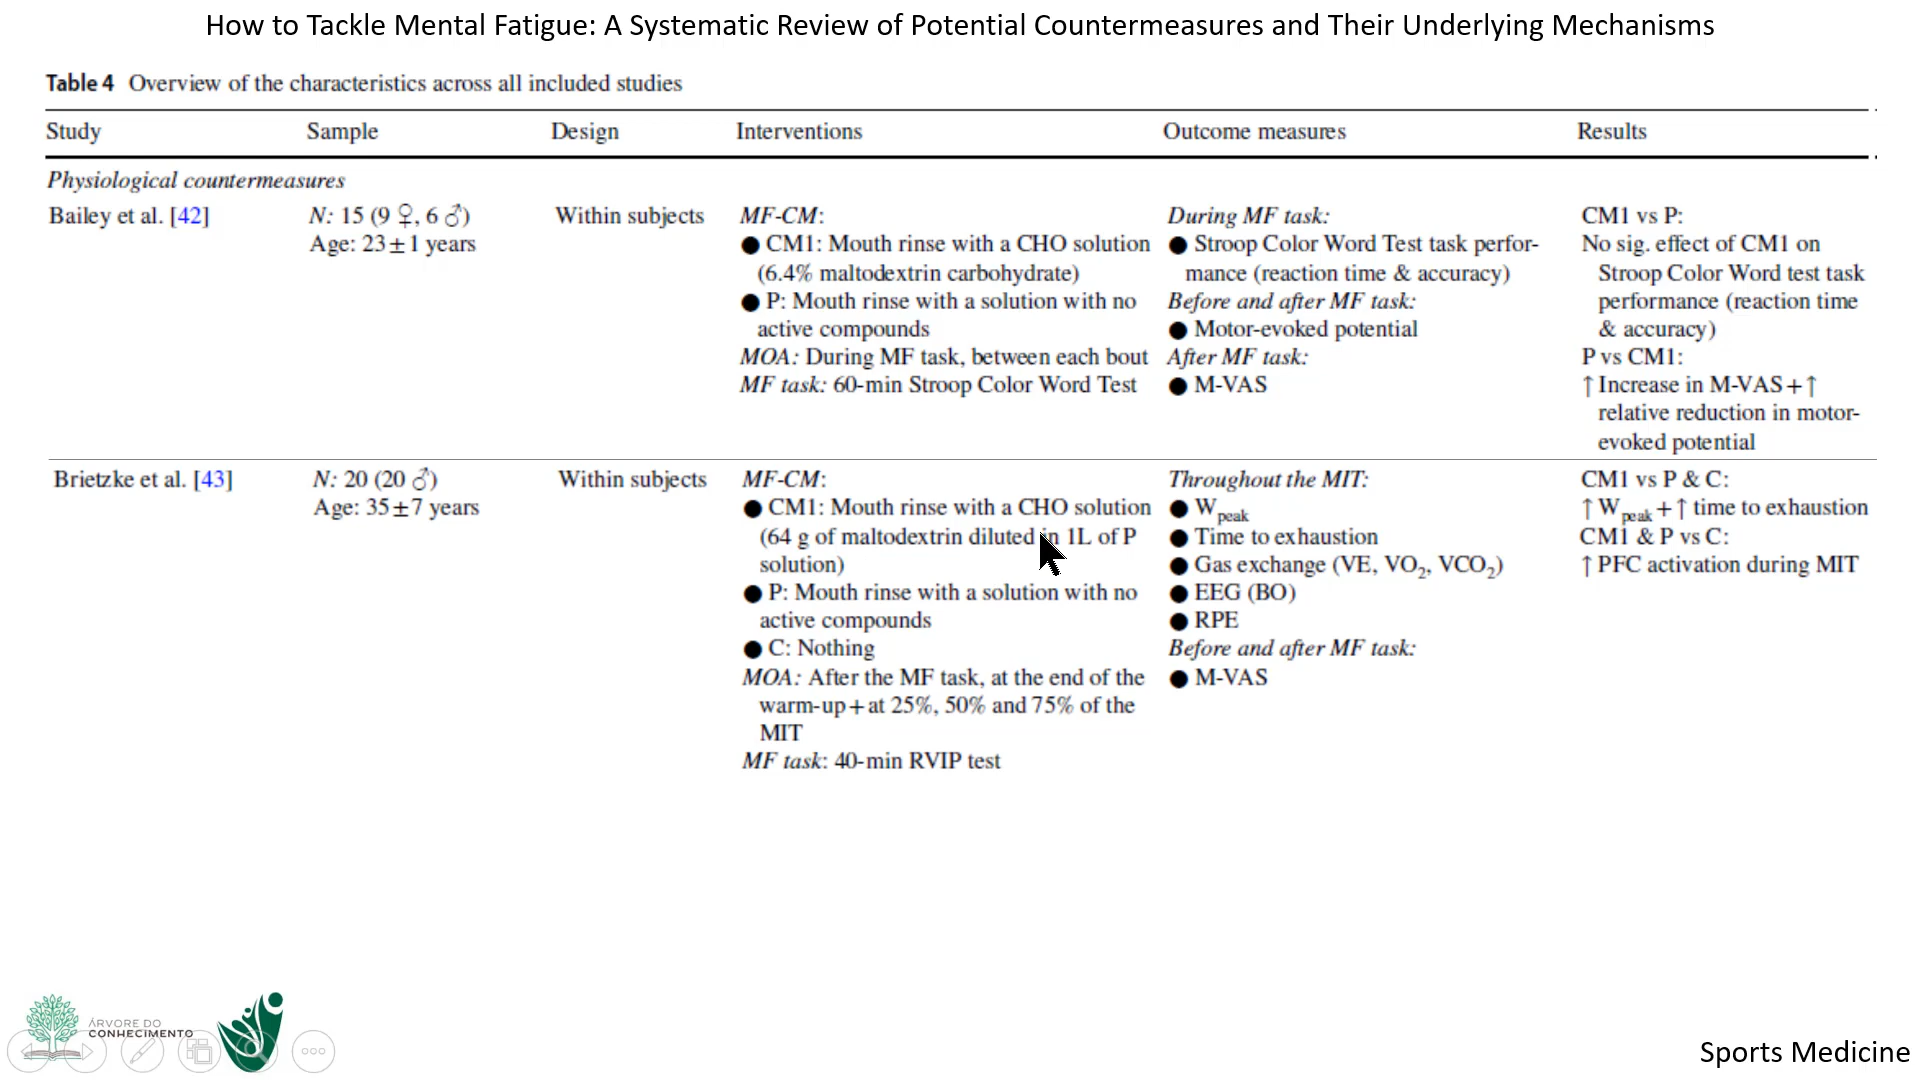 How to Tackle Mental Fatigue: A Systematic Review of Potential Countermeasures and Their Underlying Mechanisms
Table 4 Overview of the characteristics across all included studies
Study Sample Design Interventions Outcome measures Results
Physiological countermeasures
Bailey et al. [42]
N: 15 (9 ♀, 6 ♂)
Age: 23±1 years
Within subjects
MF-CM:
● CM1: Mouth rinse with a CHO solution
(6.4% maltodextrin carbohydrate)
● P: Mouth rinse with a solution with no
active compounds
MOA: During MF task, between each bout
MF task: 60-min Stroop Color Word Test
During MF task:
● Stroop Color Word Test task perfor-
mance (reaction time & accuracy)
Before and after MF task:
● Motor-evoked potential
After MF task:
● M-VAS
CM1 vs P:
No sig. effect of CM1 on
Stroop Color Word test task
performance (reaction time
& accuracy)
P vs CM1:
↑ Increase in M-VAS+↑
relative reduction in motor-
evoked potential
Brietzke et al. [43]
N: 20 (20 ♂)
Age: 35±7 years
Within subjects
MF-CM:
● CM1: Mouth rinse with a CHO solution
(64 g of maltodextrin diluted in 1L of P
solution)
● P: Mouth rinse with a solution with no
active compounds
● C: Nothing
MOA: After the MF task, at the end of the
warm-up+at 25%, 50% and 75% of the
MIT
MF task: 40-min RVIP test
Throughout the MIT:
● Wpeak
● Time to exhaustion
● Gas exchange (VE, VO2, VCO2)
● EEG (BO)
● RPE
Before and after MF task:
● M-VAS
CM1 vs P & C:
↑ Wpeak+↑ time to exhaustion
CM1 & P vs C:
↑ PFC activation during MIT
ÁRVORE DO
CONHECIMENTO
Sports Medicine